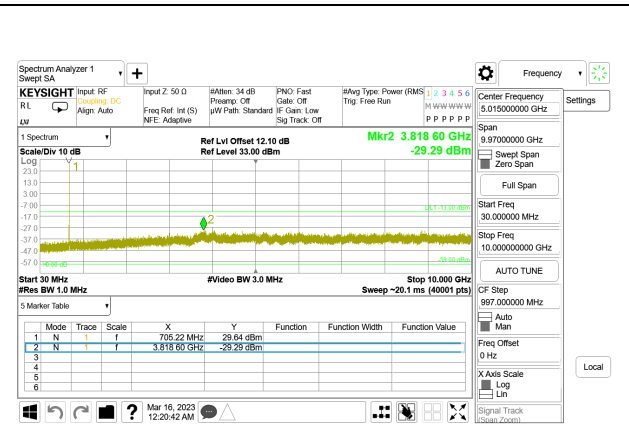 Spectrum Analyzer 1
Swept SA
Frequency
KEYSIGHT Input: RF Input Z: 50 Ω #Atten: 34 dB PNO: Fast #Avg Type: Power (RMS 1 2 3 4 5 6
RL Coupling: DC Preamp: Off Gate: Off Trig: Free Run M W W W W W
Align: Auto Freq Ref: Int (S) µW Path: Standard IF Gain: Low
NFE: Adaptive Sig Track: Off P P P P P P
LXI
1 Spectrum
Scale/Div 10 dB
Ref Lvl Offset 12.10 dB
Ref Level 33.00 dBm
Mkr2 3.818 60 GHz
-29.29 dBm
Log
1
23.0
13.0
3.00
-7.00
DL1 -13.00 dBm
-17.0
2
-27.0
-37.0
-47.0
-57.0
Start 30 MHz #Video BW 3.0 MHz Stop 10.000 GHz
#Res BW 1.0 MHz Sweep ~20.1 ms (40001 pts)
5 Marker Table
Mode Trace Scale X Y Function Function Width Function Value
1 N 1 f 705.22 MHz 29.64 dBm
2 N 1 f 3.818 60 GHz -29.29 dBm
3
4
5
6
Mar 16, 2023
12:20:42 AM
Center Frequency
5.015000000 GHz
Settings
Span
9.97000000 GHz
Swept Span
Zero Span
Full Span
Start Freq
30.000000 MHz
Stop Freq
10.000000000 GHz
AUTO TUNE
CF Step
997.000000 MHz
Auto
Man
Freq Offset
0 Hz
X Axis Scale
Log
Lin
Local
Signal Track
(Span Zoom)